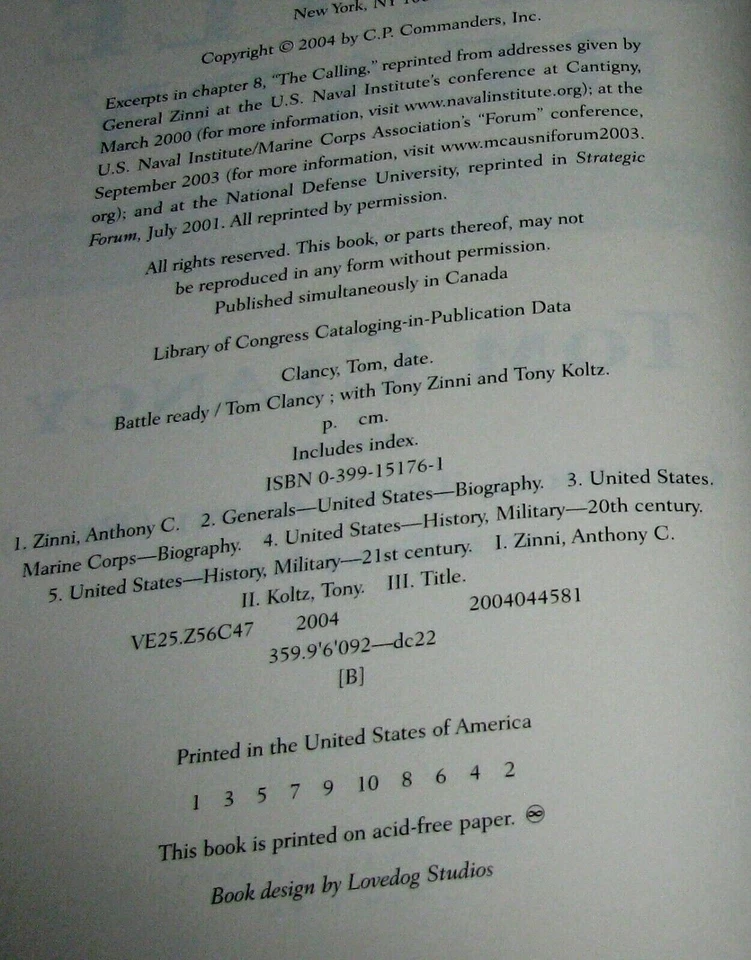 New York, NY
Copyright © 2004 by C.P. Commanders, Inc.
Excerpts in chapter 8, "The Calling," reprinted from addresses given by
General Zinni at the U.S. Naval Institute's conference at Cantigny,
March 2000 (for more information, visit www.navalinstitute.org); at the
U.S. Naval Institute/Marine Corps Association's "Forum" conference,
September 2003 (for more information, visit www.mcausniforum2003.
org); and at the National Defense University, reprinted in Strategic
Forum, July 2001. All reprinted by permission.
All rights reserved. This book, or parts thereof, may not
be reproduced in any form without permission.
Published simultaneously in Canada
Library of Congress Cataloging-in-Publication Data
Clancy, Tom, date.
Battle ready / Tom Clancy ; with Tony Zinni and Tony Koltz.
p. cm.
Includes index.
ISBN 0-399-15176-1
1. Zinni, Anthony C. 2. Generals—United States—Biography. 3. United States.
Marine Corps—Biography. 4. United States—History, Military—20th century.
5. United States—History, Military—21st century. I. Zinni, Anthony C.
II. Koltz, Tony. III. Title.
VE25.Z56C47 2004 2004044581
359.9'6'092—dc22
[B]
Printed in the United States of America
1 3 5 7 9 10 8 6 4 2
This book is printed on acid-free paper. ♾
Book design by Lovedog Studios